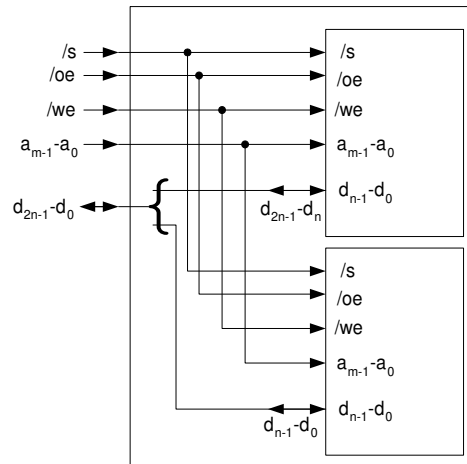 /s
/oe
/we
a_{m-1}-a_0
d_{2n-1}-d_0
/s
/oe
/we
a_{m-1}-a_0
d_{n-1}-d_0
d_{2n-1}-d_n
/s
/oe
/we
a_{m-1}-a_0
d_{n-1}-d_0
d_{n-1}-d_0